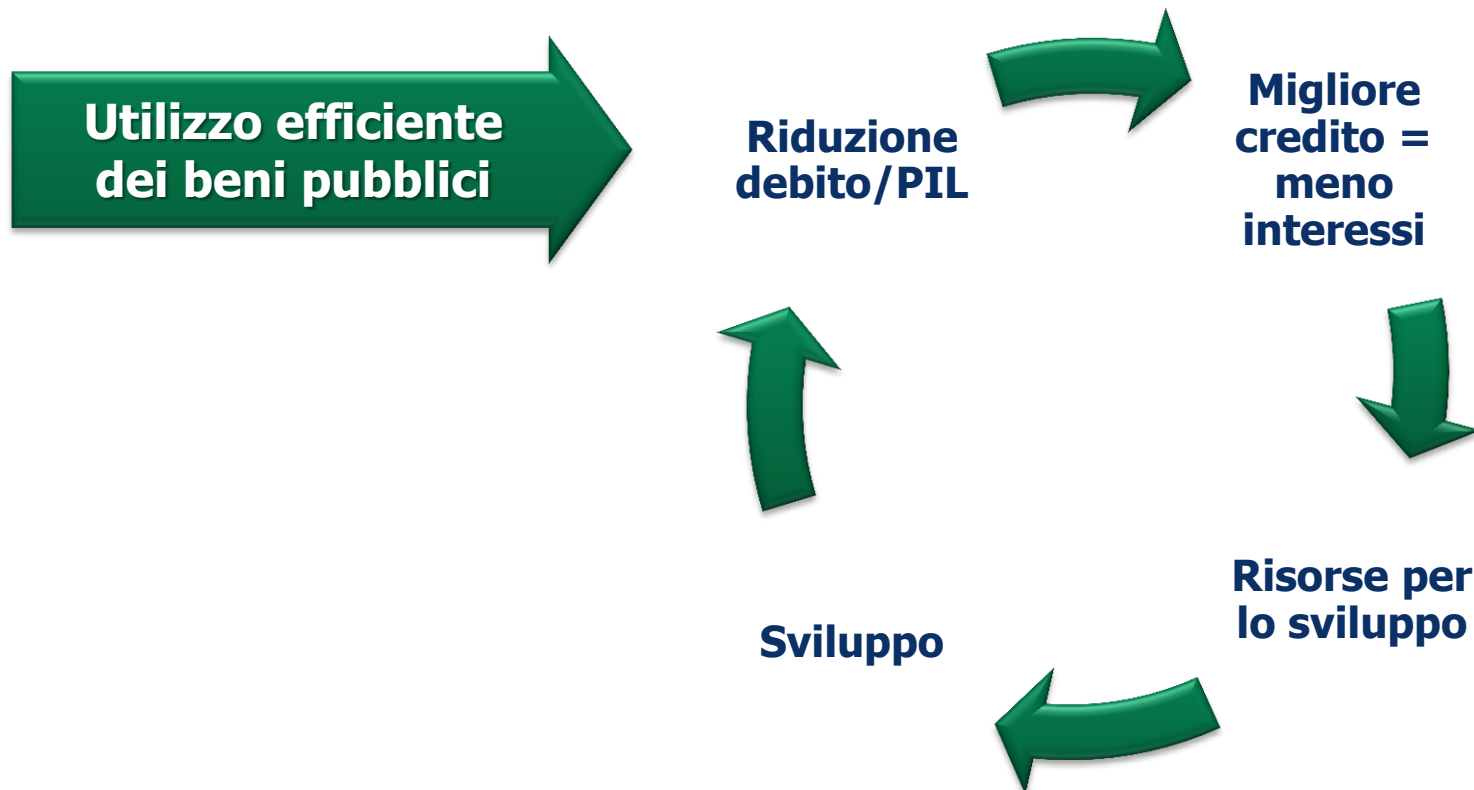 Utilizzo efficiente
dei beni pubblici
Riduzione
debito/PIL
Migliore
credito =
meno
interessi
Risorse per
lo sviluppo
Sviluppo